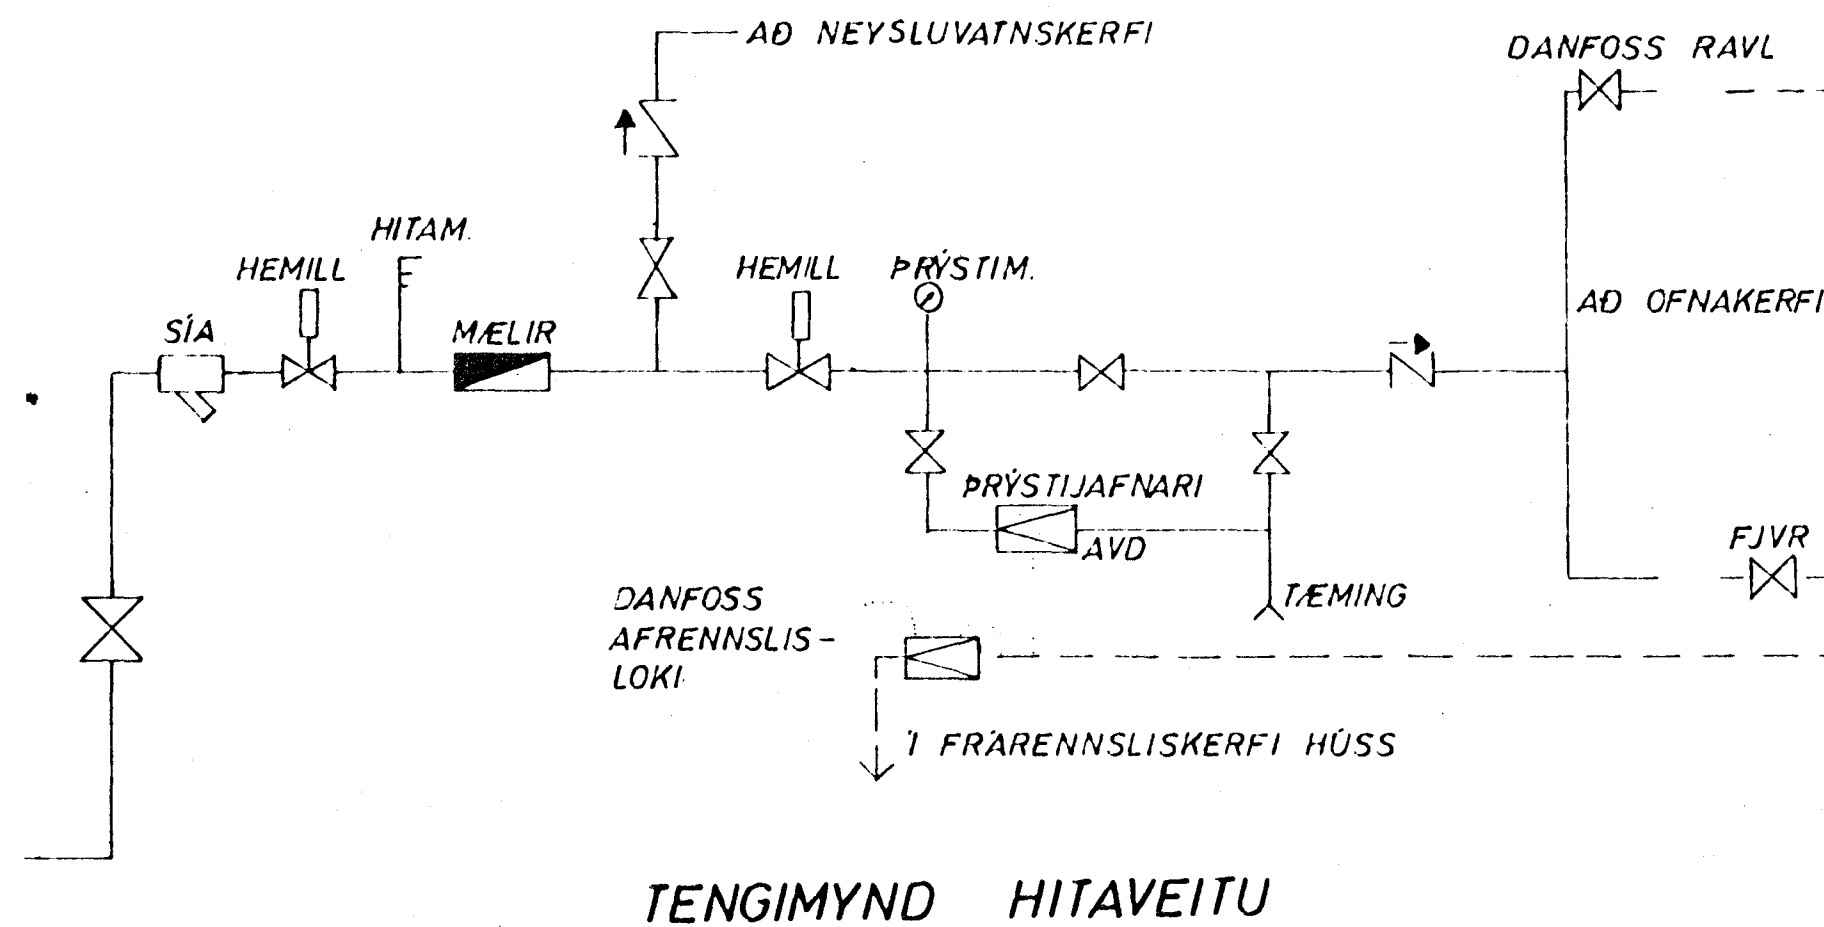 AÐ NEYSLUVATNSKERFI
DANFOSS RAVL
HITAM.
HEMILL
HEMILL
ÞRÝSTIM.
AÐ OFNAKERFI
SÍA
MÆLIR
ÞRÝSTIJAFNARI
AVD
FJVR
DANFOSS
AFRENNSLIS-
LOKI
TÆMING
Í FRÁRENNSLISKERFI HÚSS
TENGIMYND HITAVEITU